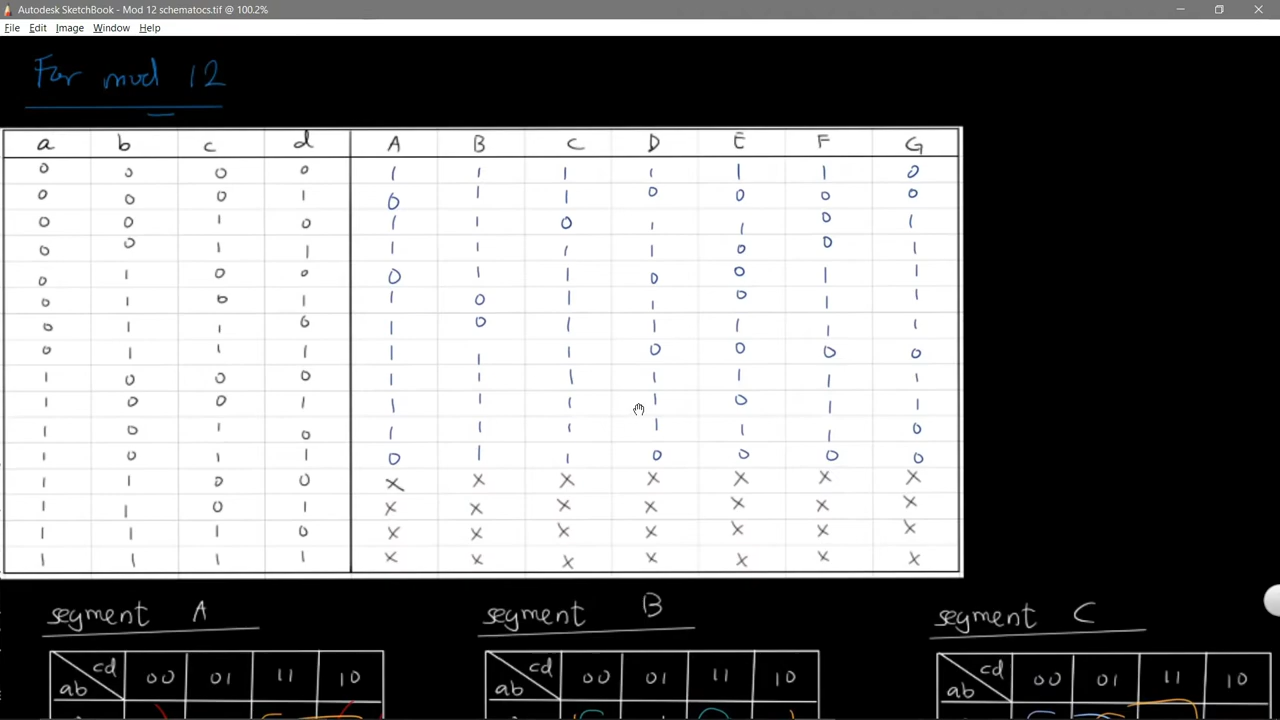 Autodesk SketchBook - Mod 12 schematocs.tif @ 100.2%
File Edit Image Window Help
For mod 12
a b c d A B C D E F G
0 0 0 0 1 1 1 1 1 1 0
0 0 0 1 0 1 1 0 0 0 0
0 0 1 0 1 1 0 1 1 0 1
0 0 1 1 1 1 1 1 0 0 1
0 1 0 0 0 1 1 0 0 1 1
0 1 0 1 1 0 1 1 0 1 1
0 1 1 0 1 0 1 1 1 1 1
0 1 1 1 1 1 1 0 0 0 0
1 0 0 0 1 1 1 1 1 1 1
1 0 0 1 1 1 1 1 0 1 1
1 0 1 0 1 1 1 1 1 1 0
1 0 1 1 0 1 1 0 0 0 0
1 1 0 0 x x x x x x x
1 1 0 1 x x x x x x x
1 1 1 0 x x x x x x x
1 1 1 1 x x x x x x x
segment A segment B segment C
cd 00 01 11 10 cd 00 01 11 10 cd 00 01 11 10
ab ab ab